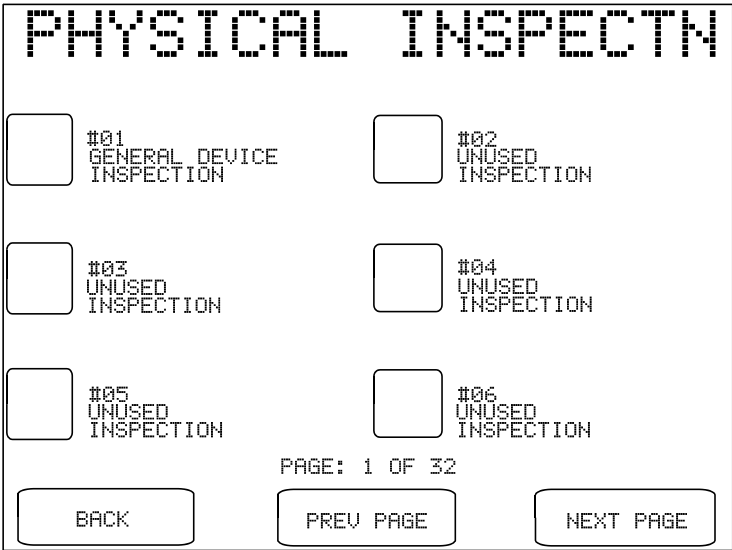 PHYSICAL INSPECTN
#01
GENERAL DEVICE
INSPECTION
#02
UNUSED
INSPECTION
#03
UNUSED
INSPECTION
#04
UNUSED
INSPECTION
#05
UNUSED
INSPECTION
#06
UNUSED
INSPECTION
PAGE: 1 OF 32
BACK
PREV PAGE
NEXT PAGE